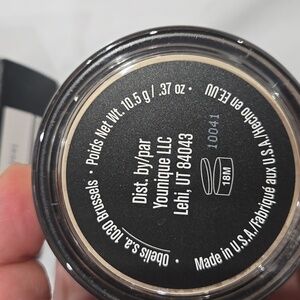 Poids Net Wt. 10.5 g / .37 oz •
Dist. by/par
Younique LLC
Lehi, UT 84043
10041
18M
Obelis s.a. 1030 Brussels •
Made in U.S.A./Fabriqué aux U.S.A./Hecho en EE.UU